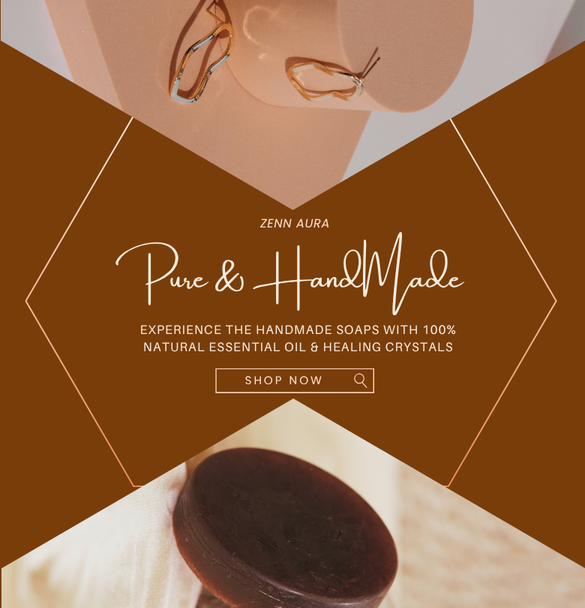 ZENN AURA
Pure & HandMade
EXPERIENCE THE HANDMADE SOAPS WITH 100%
NATURAL ESSENTIAL OIL & HEALING CRYSTALS
SHOP NOW